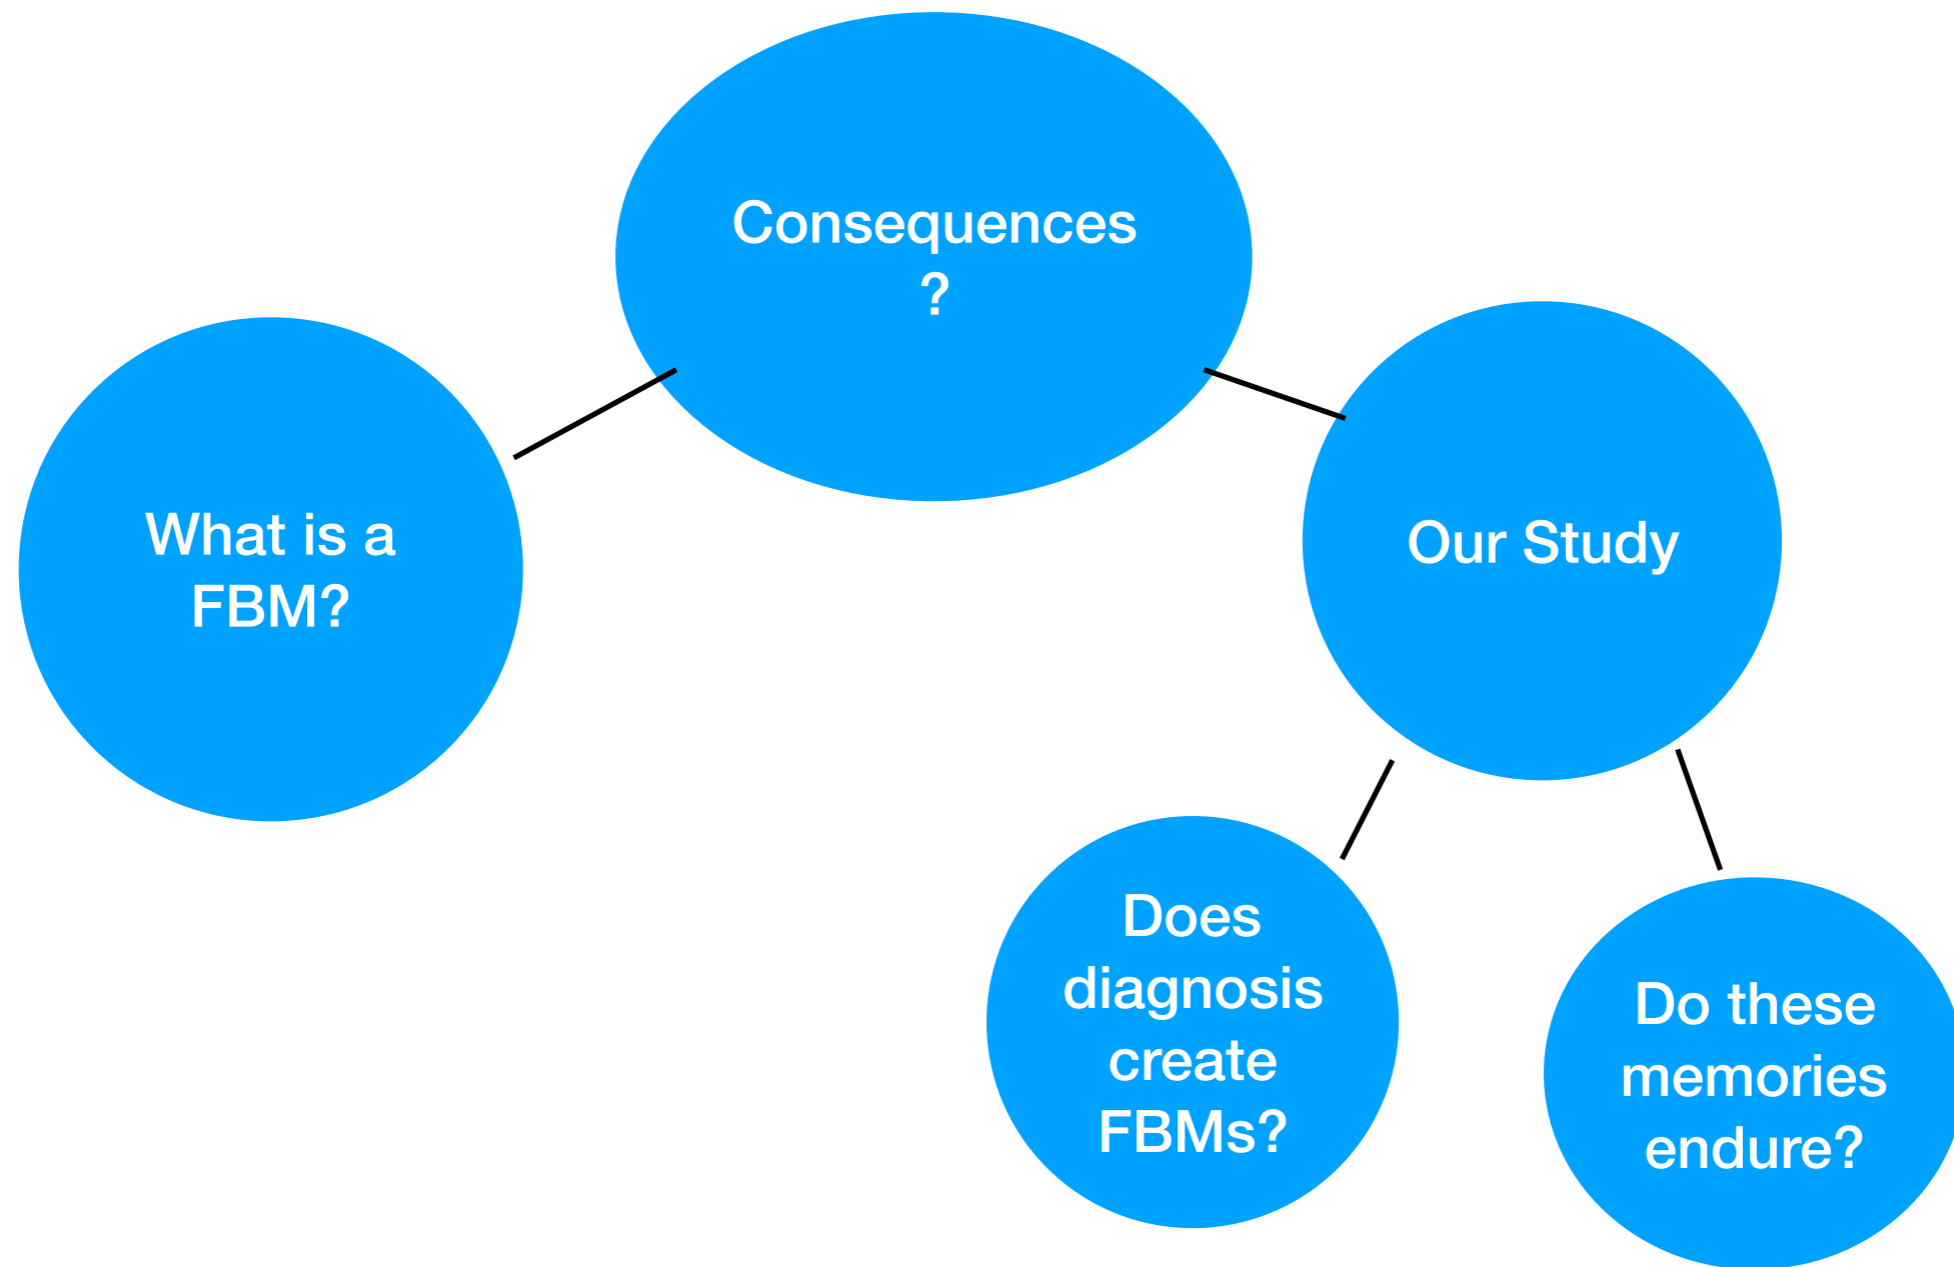 Consequences
?
What is a
FBM?
Our Study
Does
diagnosis
create
FBMs?
Do these
memories
endure?